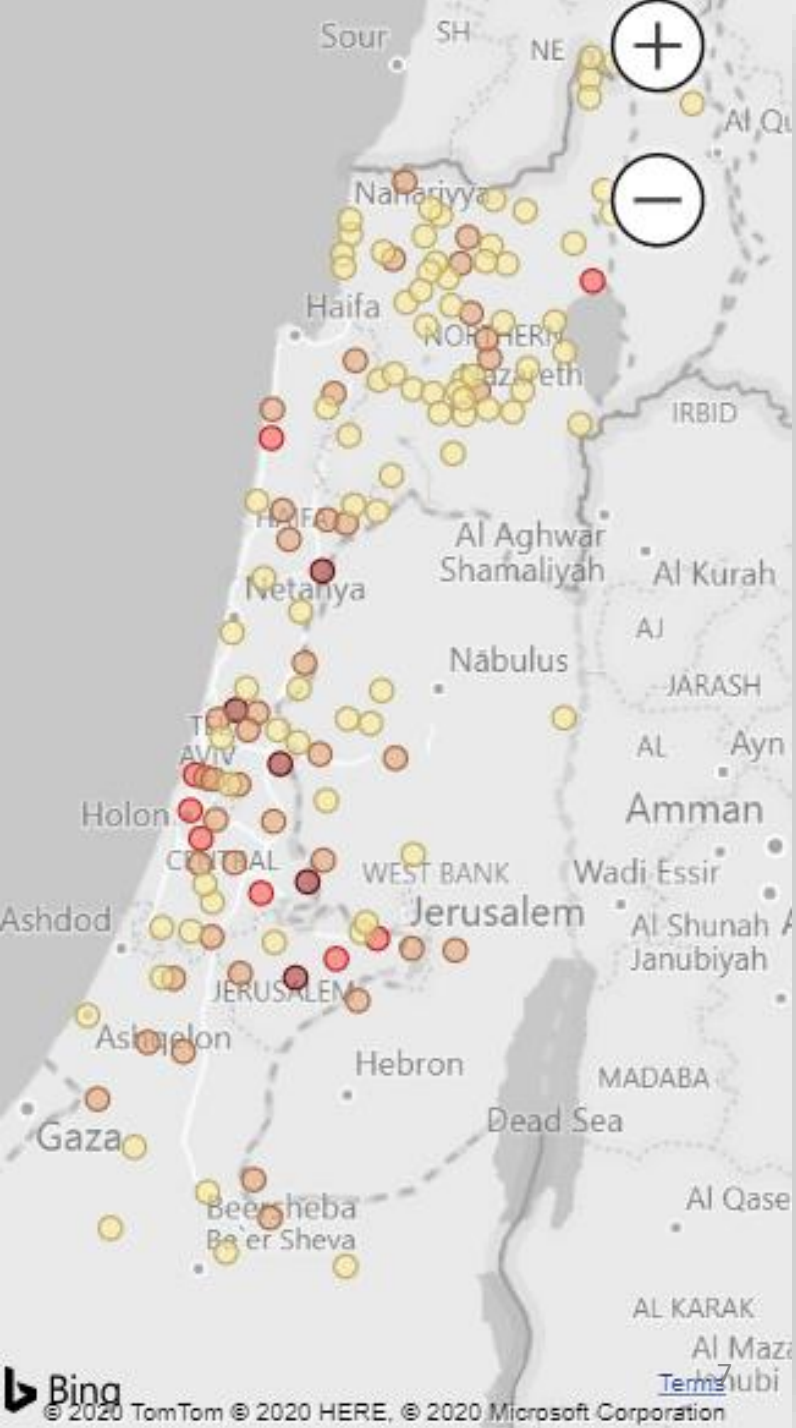 Sour
SH
NE
Al Qu
Nahariyya
Haifa
NORTHERN
Nazareth
IRBID
HAIFA
Al Aghwar
Shamaliyah
Al Kurah
Netanya
AJ
Nābulus
JARASH
TEL
AVIV
AL
Ayn
Holon
Amman
CENTRAL
WEST BANK
Wadi Essir
Ashdod
Jerusalem
Al Shunah
Janubiyah
A
JERUSALEM
Ashqelon
Hebron
MADABA
Dead Sea
Gaza
Al Qase
Beersheba
Be`er Sheva
AL KARAK
Al Maza
Janubi
7
Terms
Bing
© 2020 TomTom © 2020 HERE, © 2020 Microsoft Corporation